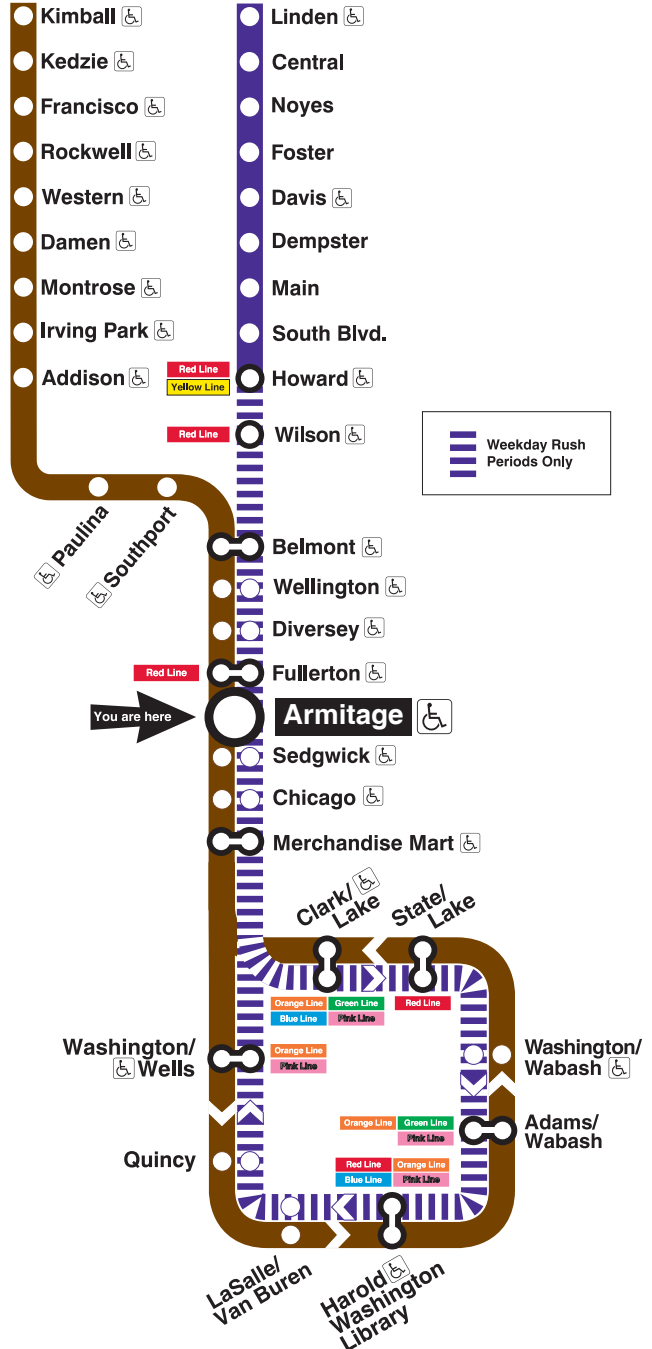 Kimball
Kedzie
Francisco
Rockwell
Western
Damen
Montrose
Irving Park
Addison
Paulina
Southport
Linden
Central
Noyes
Foster
Davis
Dempster
Main
South Blvd.
Red Line
Yellow Line
Howard
Red Line
Wilson
Weekday Rush
Periods Only
Belmont
Wellington
Diversey
Red Line
Fullerton
You are here
Armitage
Sedgwick
Chicago
Merchandise Mart
Clark/
Lake
State/
Lake
Orange Line
Green Line
Blue Line
Pink Line
Red Line
Washington/
Wells
Orange Line
Pink Line
Washington/
Wabash
Orange Line
Green Line
Pink Line
Adams/
Wabash
Quincy
Red Line
Orange Line
Blue Line
Pink Line
LaSalle/
Van Buren
Harold
Washington
Library